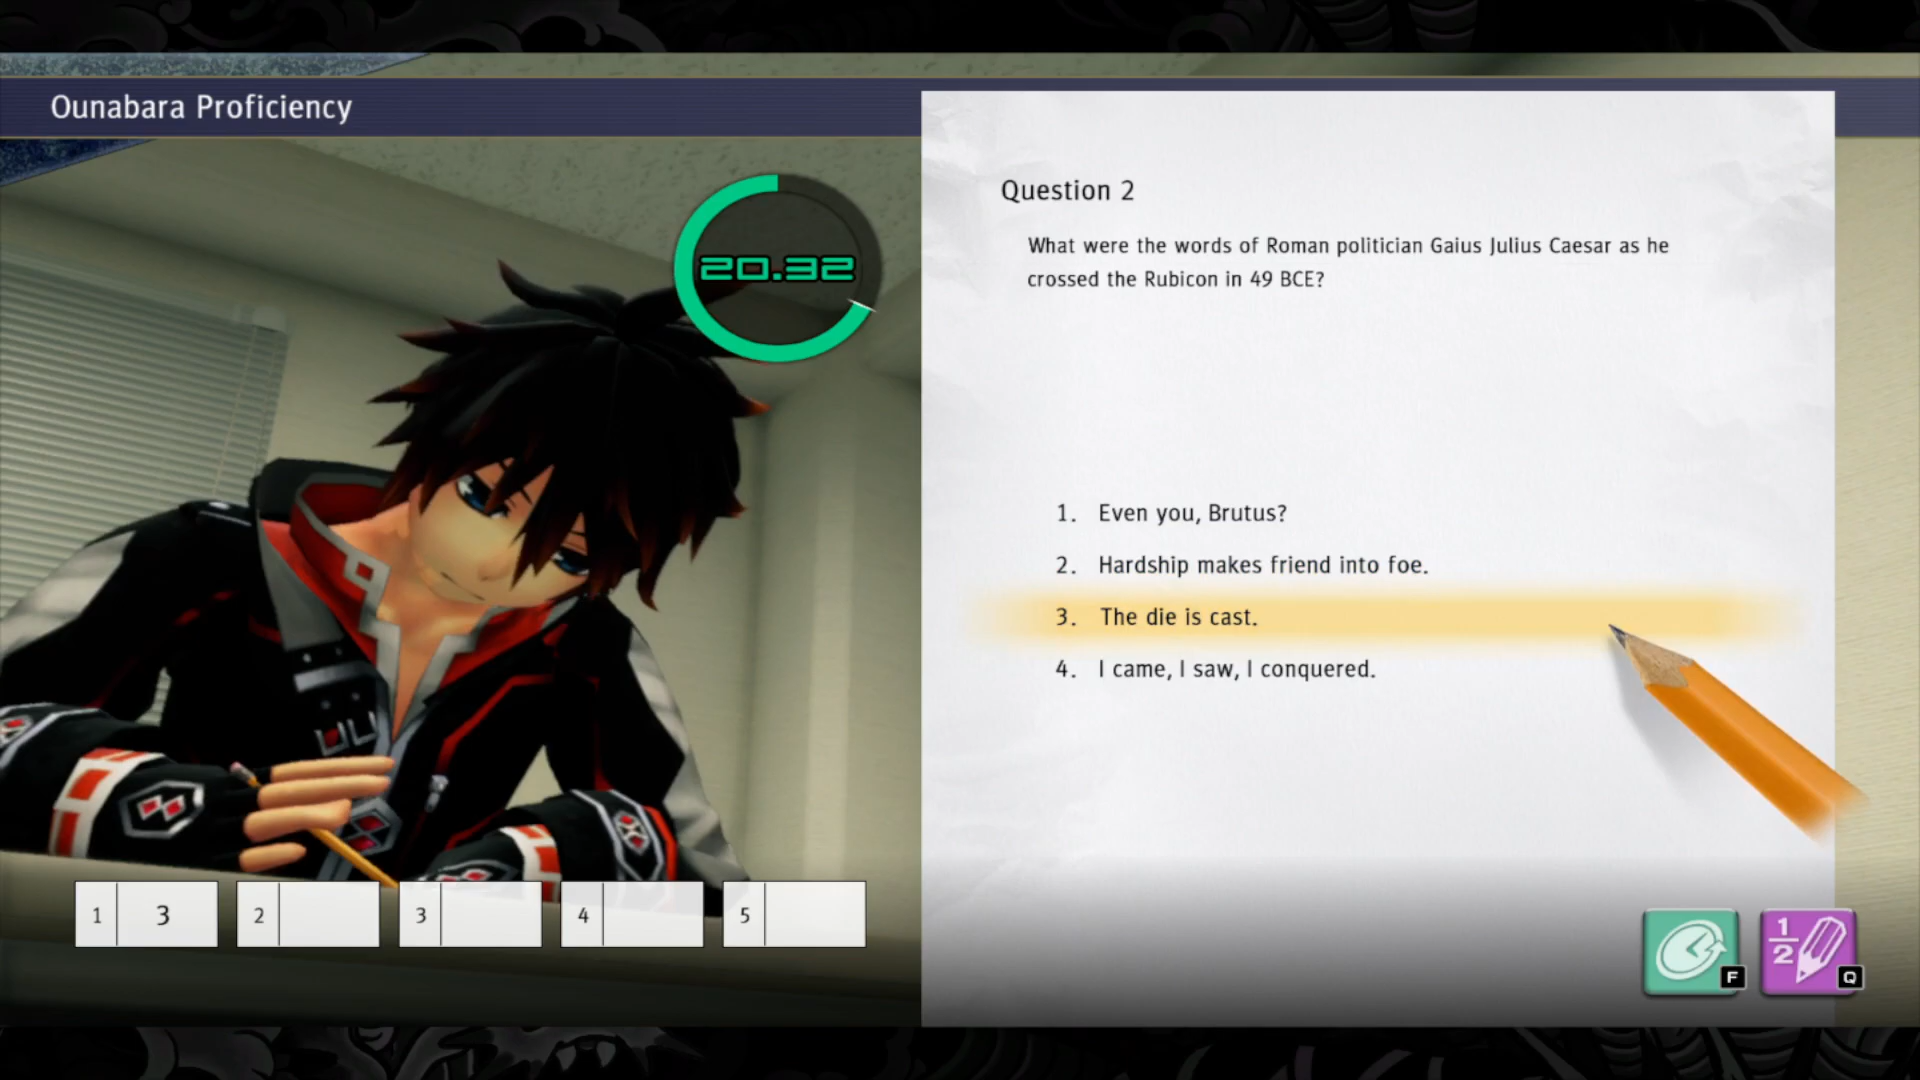 Ounabara Proficiency
20.32
Question 2
What were the words of Roman politician Gaius Julius Caesar as he
crossed the Rubicon in 49 BCE?
1. Even you, Brutus?
2. Hardship makes friend into foe.
3. The die is cast.
4. I came, I saw, I conquered.
1 3
2
3
4
5
F
1/2
Q